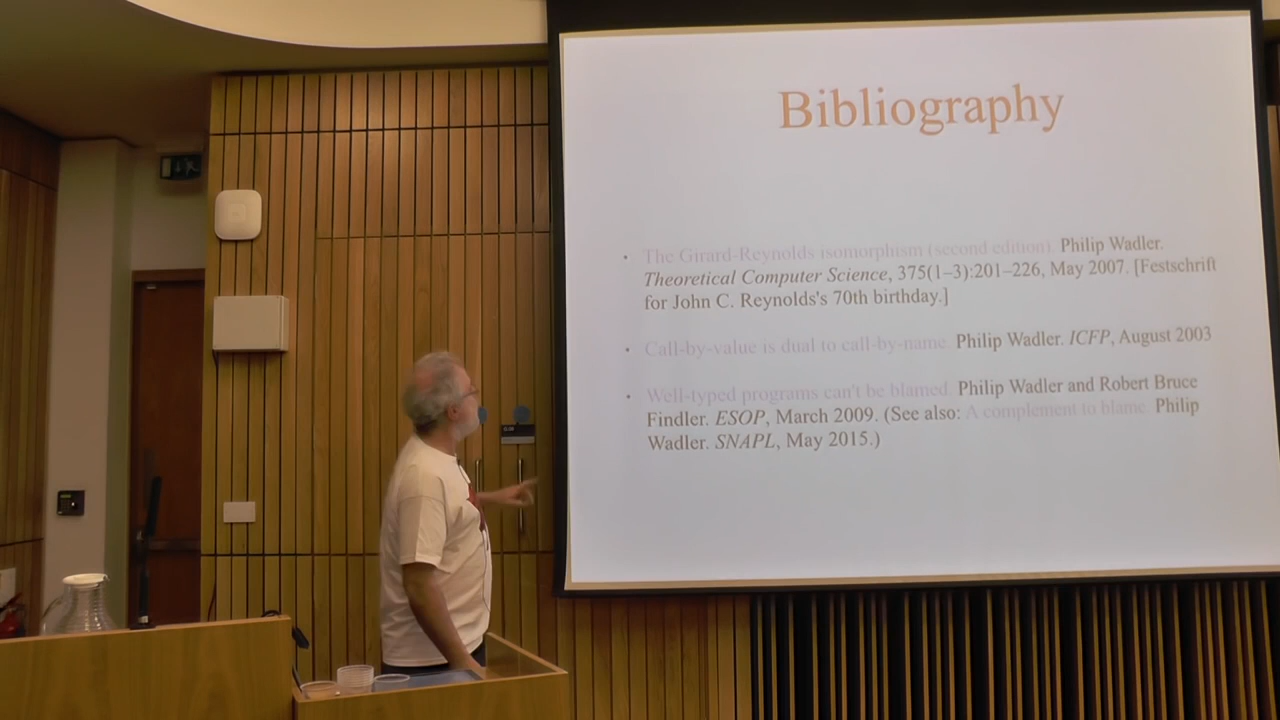 Bibliography
• The Girard-Reynolds isomorphism (second edition). Philip Wadler.
Theoretical Computer Science, 375(1–3):201–226, May 2007. [Festschrift
for John C. Reynolds's 70th birthday.]
• Call-by-value is dual to call-by-name. Philip Wadler. ICFP, August 2003
• Well-typed programs can't be blamed. Philip Wadler and Robert Bruce
Findler. ESOP, March 2009. (See also: A complement to blame. Philip
Wadler. SNAPL, May 2015.)